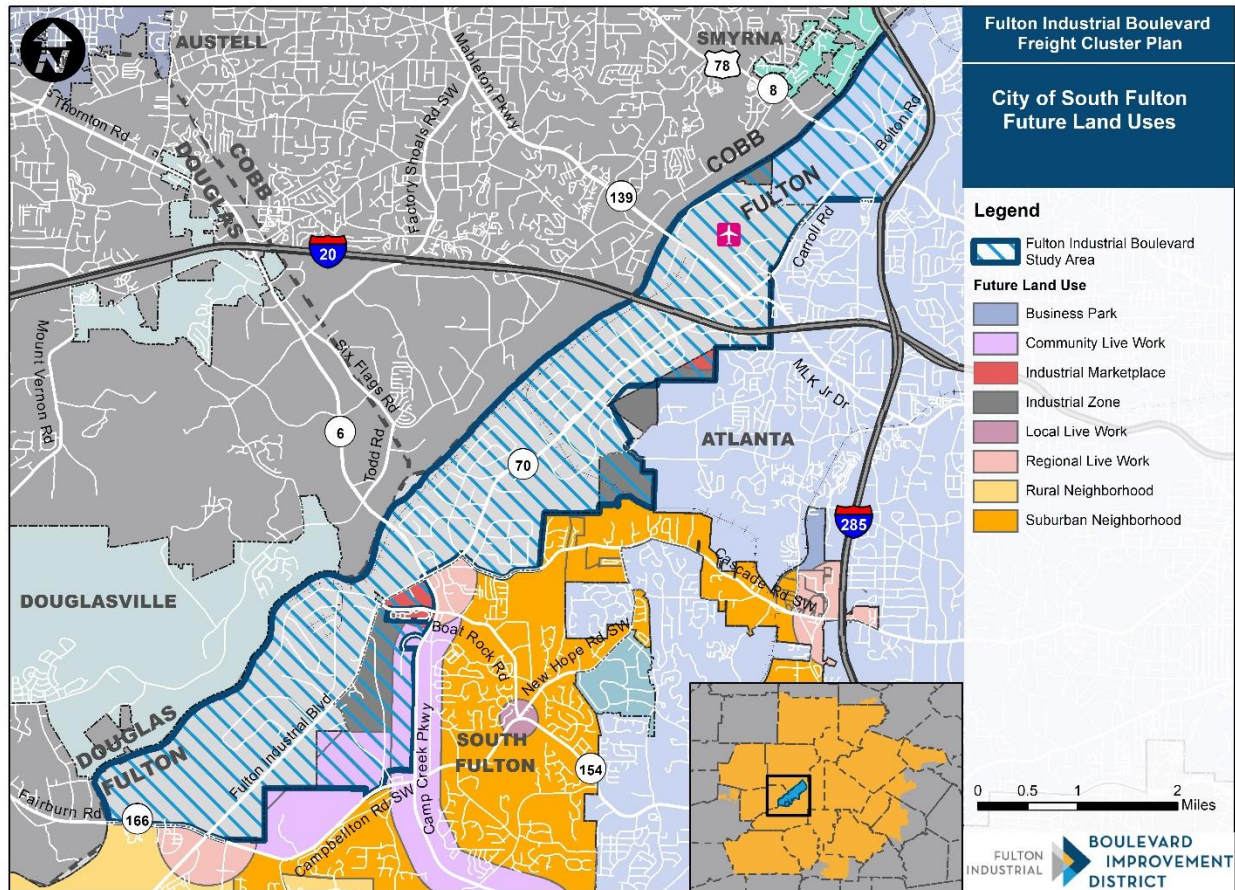 Fulton Industrial Boulevard
Freight Cluster Plan
City of South Fulton
Future Land Uses
Legend
Fulton Industrial Boulevard
Study Area
Future Land Use
Business Park
Community Live Work
Industrial Marketplace
Industrial Zone
Local Live Work
Regional Live Work
Rural Neighborhood
Suburban Neighborhood
0 0.5 1 2
Miles
FULTON
INDUSTRIAL
BOULEVARD
IMPROVEMENT
DISTRICT
N
AUSTELL
SMYRNA
78
8
Thornton Rd
COBB
DOUGLAS
Factory Shoals Rd SW
Mableton Pkwy
COBB
FULTON
Bolton Rd
139
Carroll Rd
20
Mount Vernon Rd
Six Flags Rd
Todd Rd
6
MLK Jr Dr
ATLANTA
70
285
DOUGLASVILLE
Cascade Rd SW
Boat Rock Rd
New Hope Rd SW
DOUGLAS
FULTON
Fulton Industrial Blvd
Camp Creek Pkwy
SOUTH
FULTON
154
Fairburn Rd
166
Campbellton Rd SW